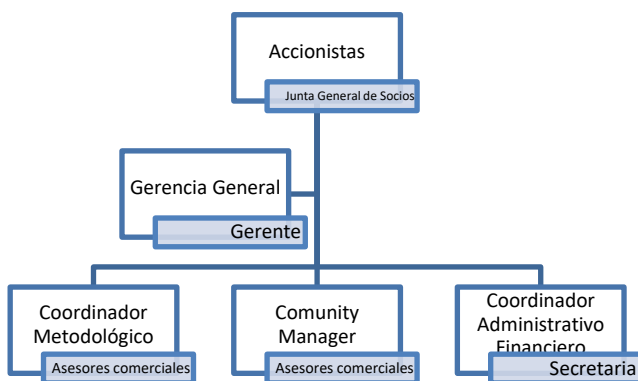 Accionistas
Junta General de Socios
Gerencia General
Gerente
Coordinador
Metodológico
Asesores comerciales
Comunity
Manager
Asesores comerciales
Coordinador
Administrativo
Financiero
Secretaria